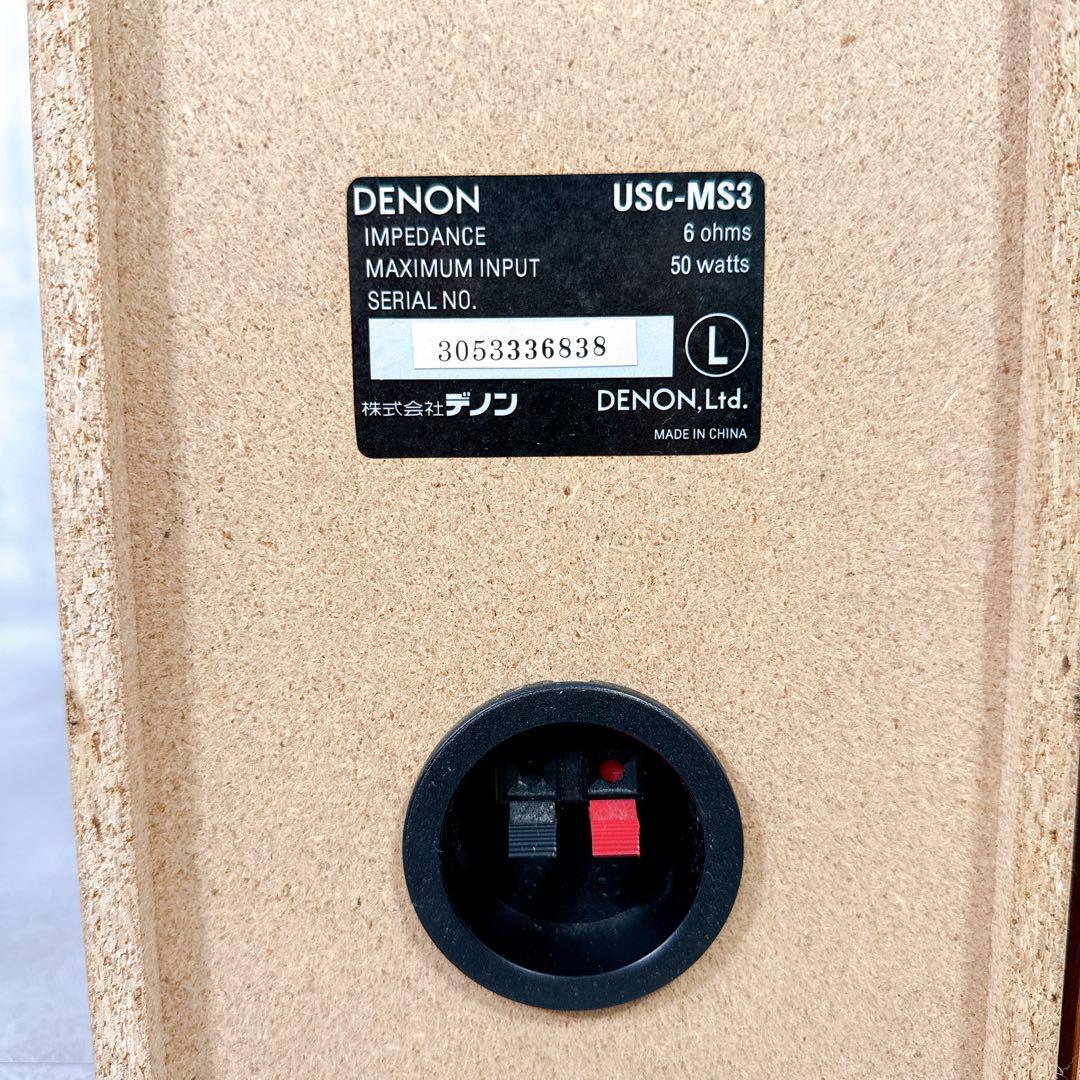 DENON USC-MS3
IMPEDANCE 6 ohms
MAXIMUM INPUT 50 watts
SERIAL NO.
3053336838 L
株式会社デノン DENON,Ltd.
MADE IN CHINA